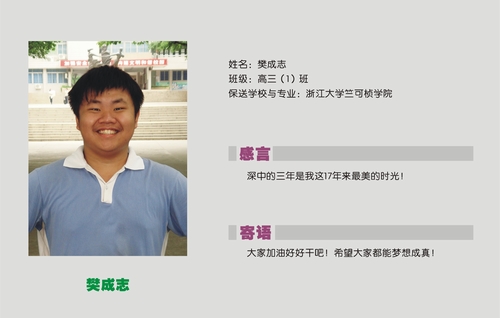 姓名：樊成志
班级：高三（1）班
保送学校与专业：浙江大学竺可桢学院
感言
深中的三年是我这17年来最美的时光！
寄语
大家加油好好干吧！希望大家都能梦想成真！
樊成志